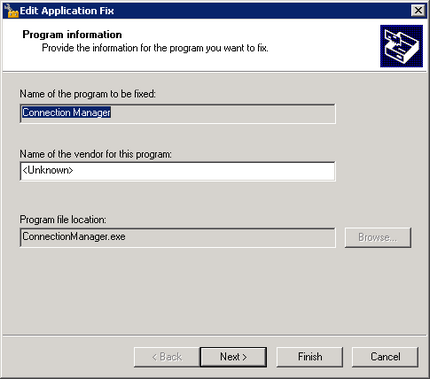 Edit Application Fix
Program information
Provide the information for the program you want to fix.
Name of the program to be fixed:
Connection Manager
Name of the vendor for this program:
<Unknown>
Program file location:
ConnectionManager.exe
Browse...
< Back
Next >
Finish
Cancel